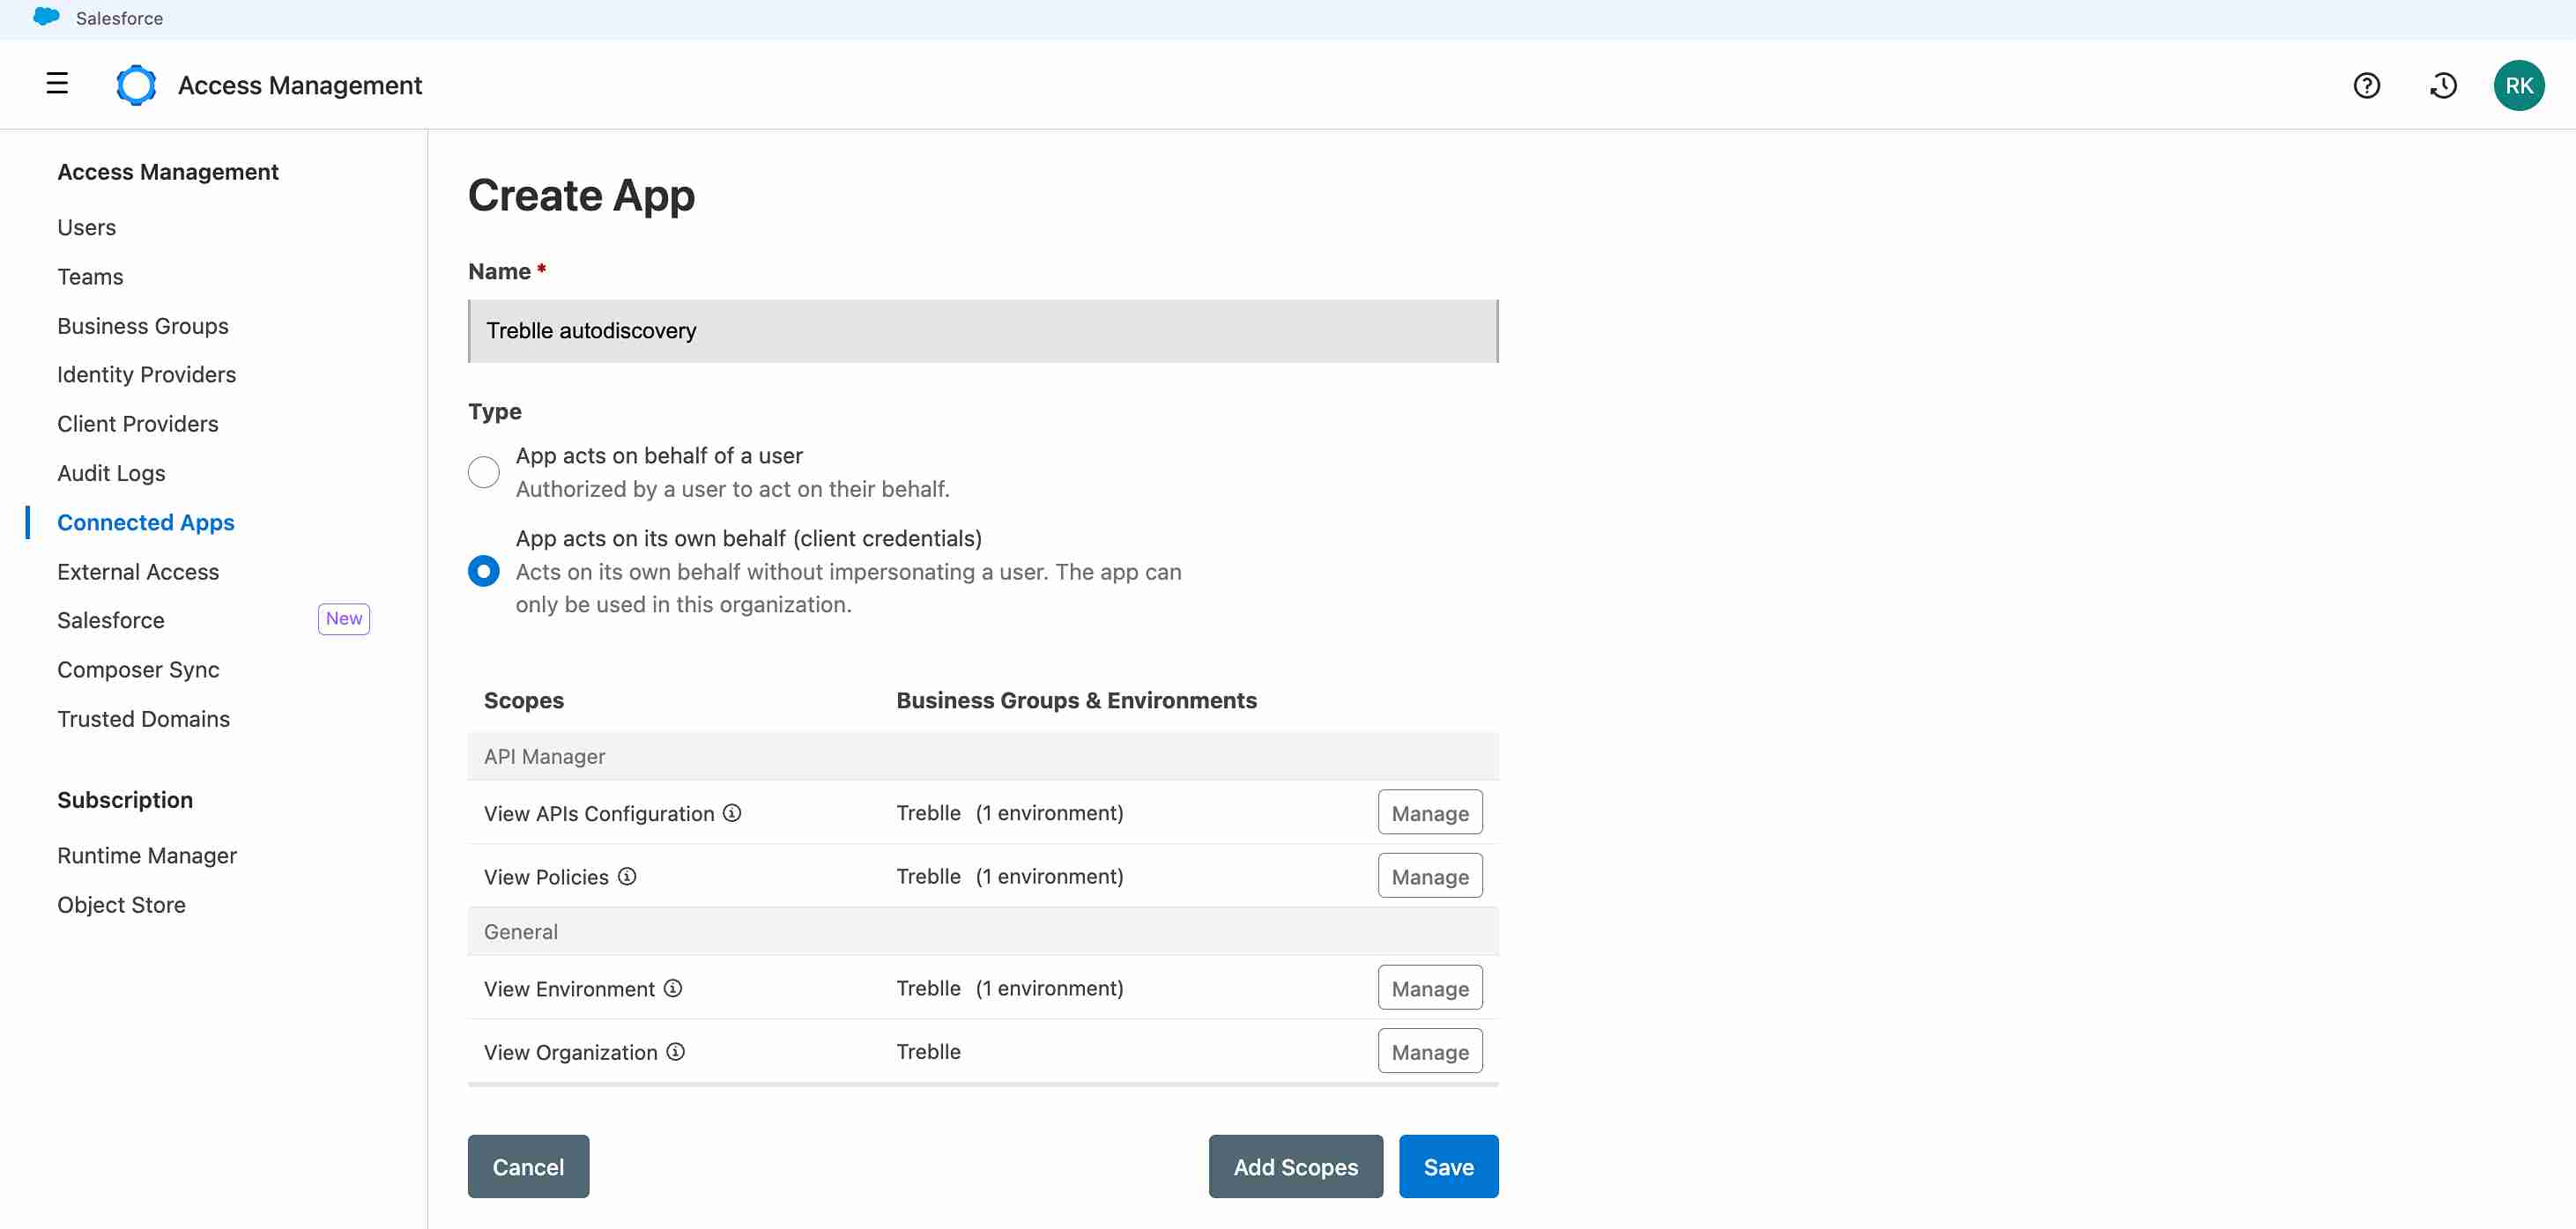 Salesforce
Access Management
RK
Access Management
Users
Teams
Business Groups
Identity Providers
Client Providers
Audit Logs
Connected Apps
External Access
Salesforce New
Composer Sync
Trusted Domains
Subscription
Runtime Manager
Object Store
Create App
Name *
Treblle autodiscovery
Type
App acts on behalf of a user
Authorized by a user to act on their behalf.
App acts on its own behalf (client credentials)
Acts on its own behalf without impersonating a user. The app can
only be used in this organization.
Scopes Business Groups & Environments
API Manager
View APIs Configuration Treblle (1 environment) Manage
View Policies Treblle (1 environment) Manage
General
View Environment Treblle (1 environment) Manage
View Organization Treblle Manage
Cancel Add Scopes Save